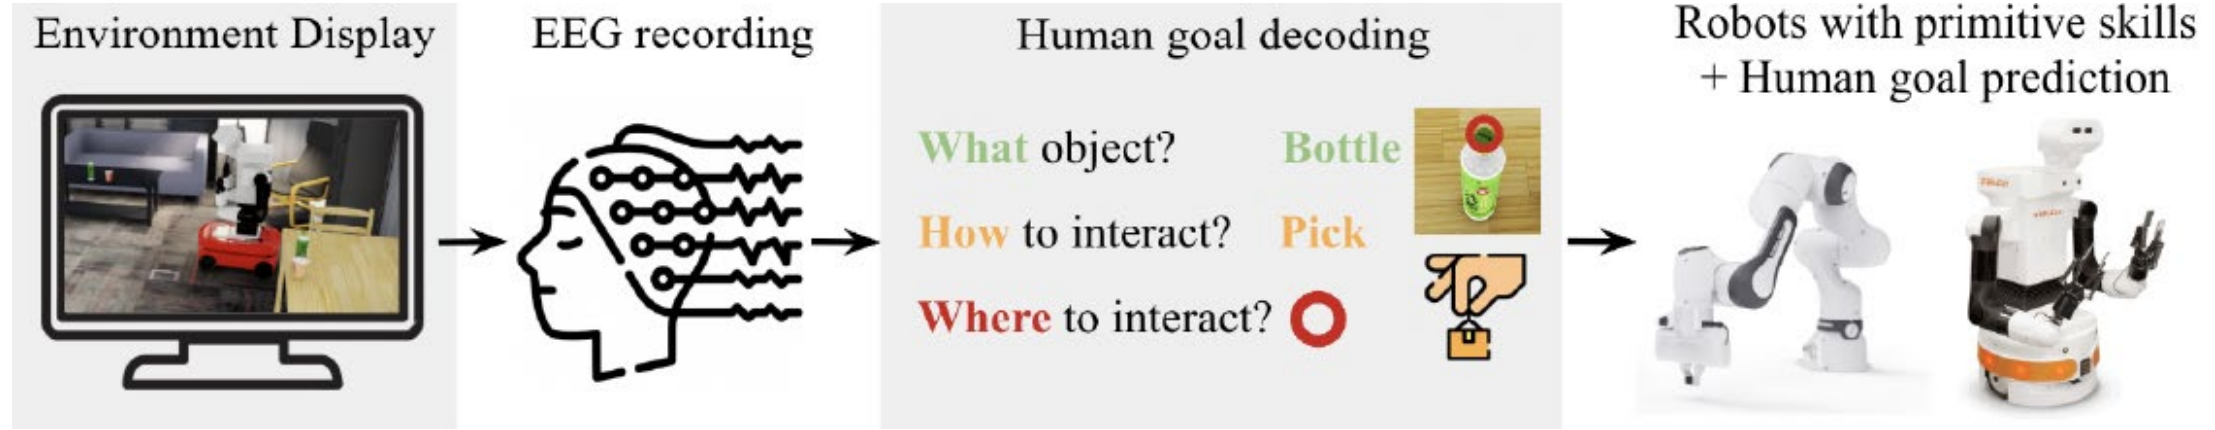 Environment Display
EEG recording
Human goal decoding
Robots with primitive skills
+ Human goal prediction
What object? Bottle
How to interact? Pick
Where to interact?